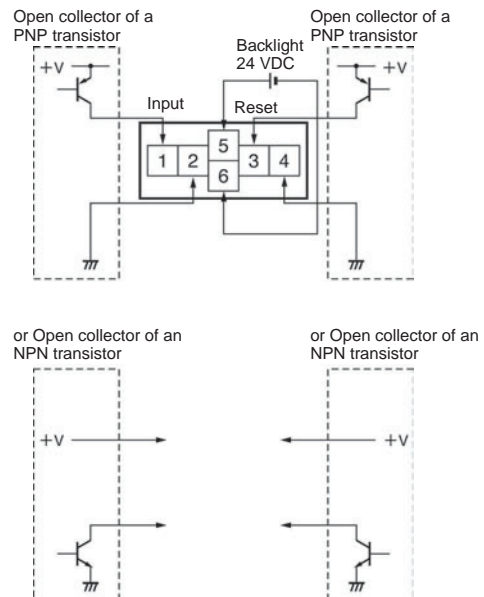 Open collector of a
PNP transistor
Open collector of a
PNP transistor
+V
Backlight
24 VDC
+V
Input
Reset
1 2 5 6 3 4
or Open collector of an
NPN transistor
or Open collector of an
NPN transistor
+V
+V